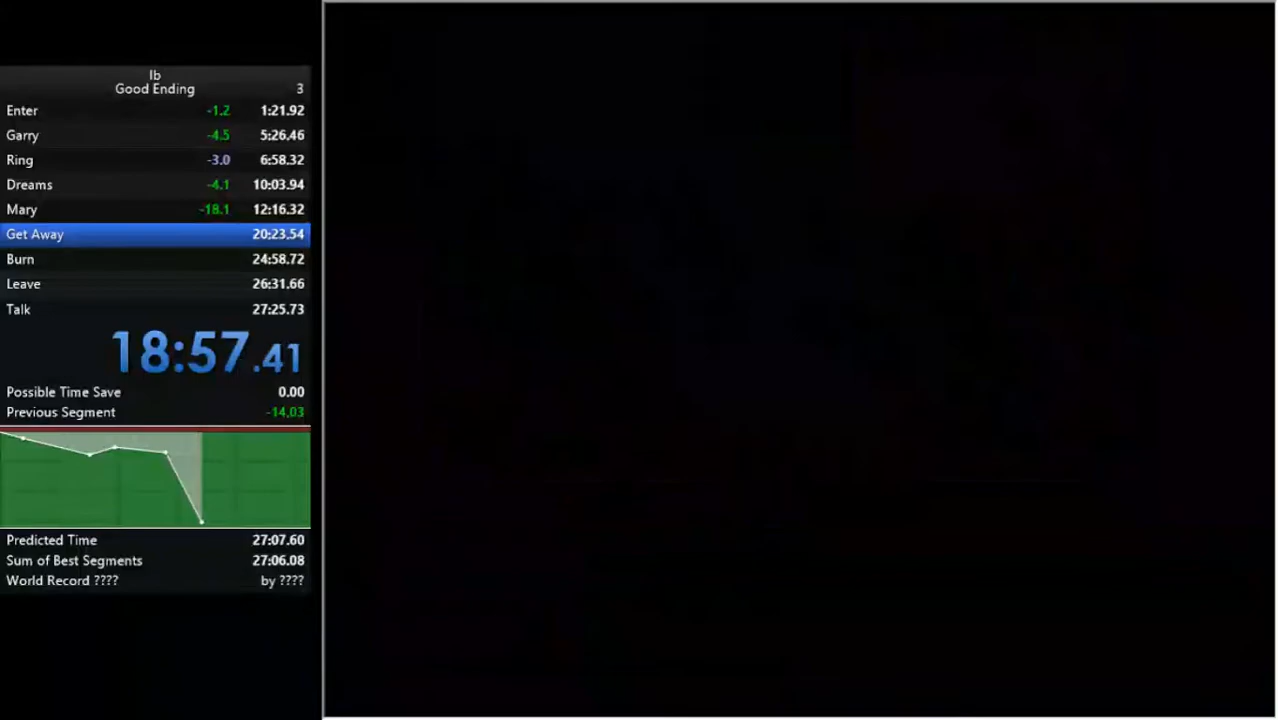 Ib
Good Ending 3
Enter -1.2 1:21.92
Garry -4.5 5:26.46
Ring -3.0 6:58.32
Dreams -4.1 10:03.94
Mary -18.1 12:16.32
Get Away 20:23.54
Burn 24:58.72
Leave 26:31.66
Talk 27:25.73
18:57.41
Possible Time Save 0.00
Previous Segment -14.03
Predicted Time 27:07.60
Sum of Best Segments 27:06.08
World Record ???? by ????